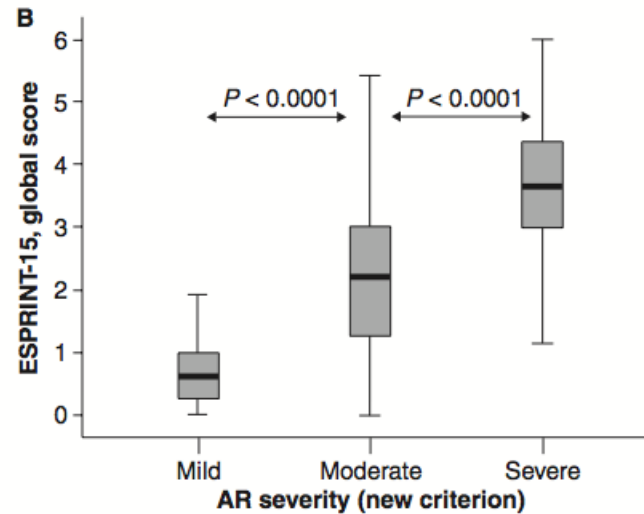 B
ESPRINT-15, global score
6
5
4
3
2
1
0
P < 0.0001
P < 0.0001
Mild
Moderate
Severe
AR severity (new criterion)